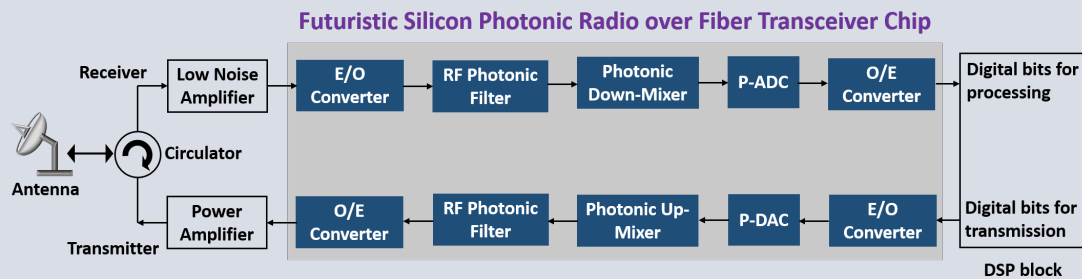 Futuristic Silicon Photonic Radio over Fiber Transceiver Chip
Receiver
Low Noise
Amplifier
E/O
Converter
RF Photonic
Filter
Photonic
Down-Mixer
P-ADC
O/E
Converter
Digital bits for
processing
Antenna
Circulator
Transmitter
Power
Amplifier
O/E
Converter
RF Photonic
Filter
Photonic Up-
Mixer
P-DAC
E/O
Converter
Digital bits for
transmission
DSP block